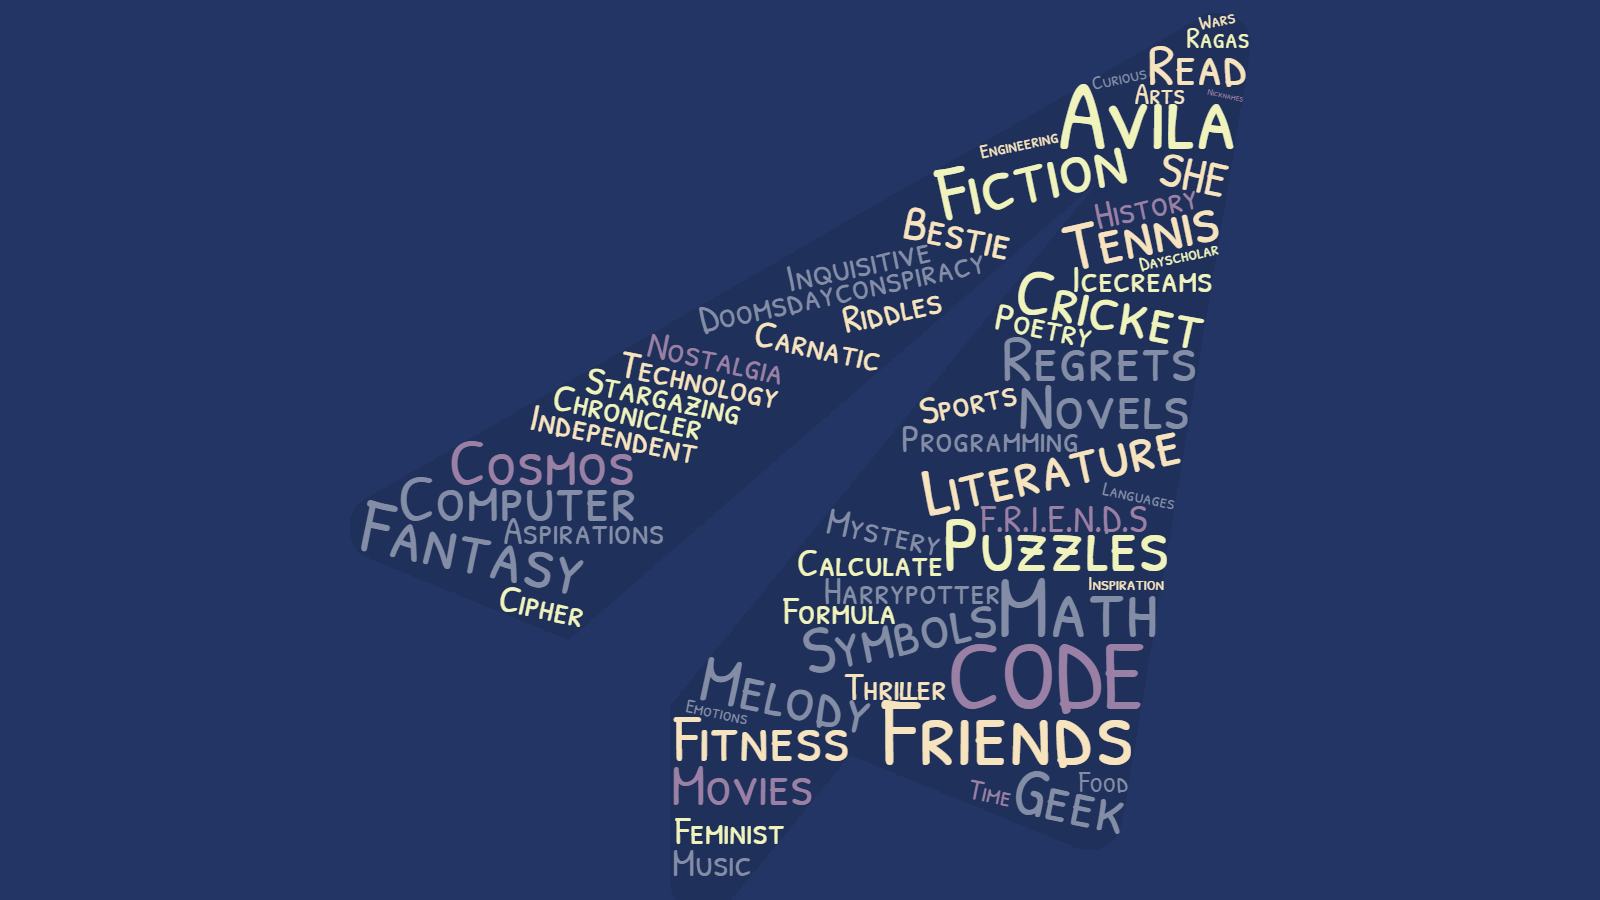 Wars
Ragas
Read
Curious
Arts
Nicknames
Avila
Engineering
Fiction
She
History
Bestie
Tennis
Dayscholar
Inquisitive
Icecreams
Doomsdayconspiracy
Cricket
Riddles
Poetry
Carnatic
Regrets
Nostalgia
Technology
Stargazing
Novels
Sports
Chronicler
Independent
Programming
Cosmos
Literature
Computer
Languages
Fantasy
Aspirations
F.R.I.E.N.D.S
Mystery
Puzzles
Calculate
Inspiration
Harrypotter
Math
Cipher
Formula
Symbols
CODE
Melody
Thriller
Emotions
Friends
Fitness
Movies
Food
Time
Geek
Feminist
Music